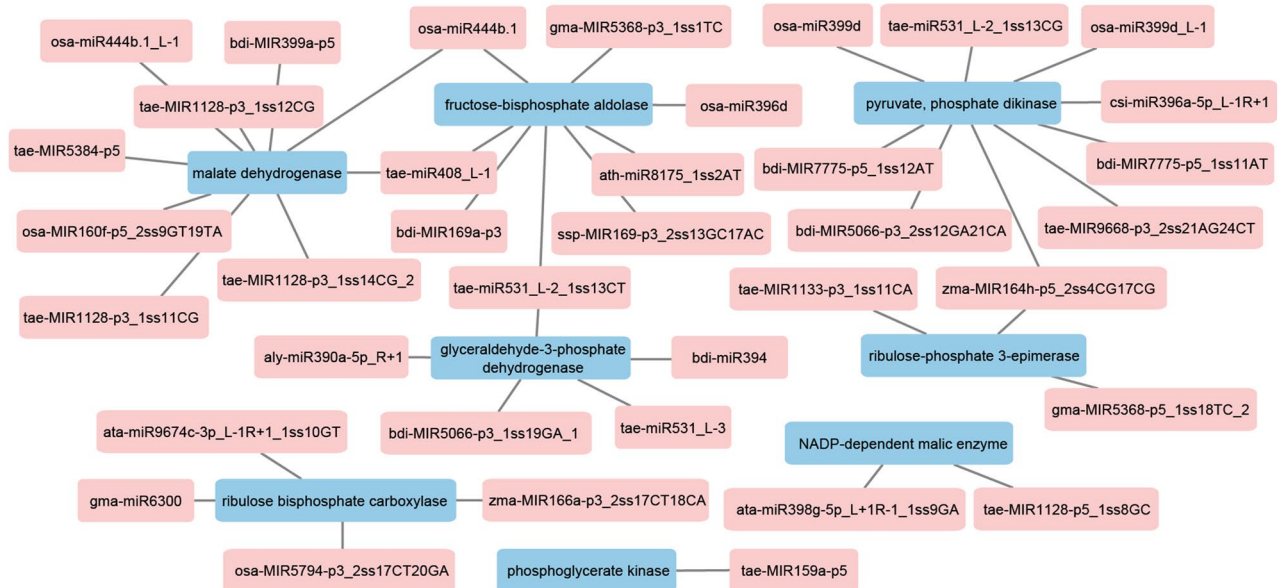 osa-miR444b.1_L-1
bdi-MIR399a-p5
osa-miR444b.1
gma-MIR5368-p3_1ss1TC
osa-miR399d
tae-miR531_L-2_1ss13CG
osa-miR399d_L-1
tae-MIR1128-p3_1ss12CG
fructose-bisphosphate aldolase
osa-miR396d
pyruvate, phosphate dikinase
csi-miR396a-5p_L-1R+1
tae-MIR5384-p5
malate dehydrogenase
tae-miR408_L-1
ath-miR8175_1ss2AT
bdi-MIR7775-p5_1ss12AT
bdi-MIR7775-p5_1ss11AT
osa-MIR160f-p5_2ss9GT19TA
bdi-MIR169a-p3
ssp-MIR169-p3_2ss13GC17AC
bdi-MIR5066-p3_2ss12GA21CA
tae-MIR9668-p3_2ss21AG24CT
tae-MIR1128-p3_1ss14CG_2
tae-miR531_L-2_1ss13CT
tae-MIR1133-p3_1ss11CA
zma-MIR164h-p5_2ss4CG17CG
tae-MIR1128-p3_1ss11CG
aly-miR390a-5p_R+1
glyceraldehyde-3-phosphate
dehydrogenase
bdi-miR394
ribulose-phosphate 3-epimerase
gma-MIR5368-p5_1ss18TC_2
ata-miR9674c-3p_L-1R+1_1ss10GT
bdi-MIR5066-p3_1ss19GA_1
tae-miR531_L-3
NADP-dependent malic enzyme
gma-miR6300
ribulose bisphosphate carboxylase
zma-MIR166a-p3_2ss17CT18CA
ata-miR398g-5p_L+1R-1_1ss9GA
tae-MIR1128-p5_1ss8GC
osa-MIR5794-p3_2ss17CT20GA
phosphoglycerate kinase
tae-MIR159a-p5